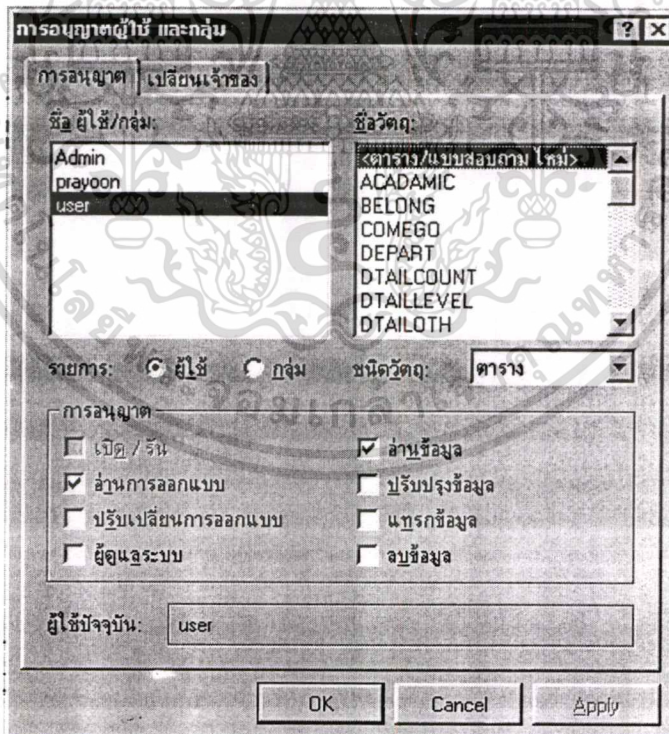 การอนุญาตผู้ใช้ และกลุ่ม
การอนุญาต
เปลี่ยนเจ้าของ
ชื่อ ผู้ใช้/กลุ่ม:
Admin
prayoon
user
ชื่อวัตถุ:
<ตาราง/แบบสอบถาม ใหม่>
ACADAMIC
BELONG
COMEGO
DEPART
DTAILCOUNT
DTAILLEVEL
DTAILOTH
รายการ: ผู้ใช้ กลุ่ม
ชนิดวัตถุ: ตาราง
การอนุญาต
เปิด / รัน
อ่านการออกแบบ
ปรับเปลี่ยนการออกแบบ
ผู้ดูแลระบบ
อ่านข้อมูล
ปรับปรุงข้อมูล
แทรกข้อมูล
ลบข้อมูล
ผู้ใช้ปัจจุบัน: user
OK Cancel Apply